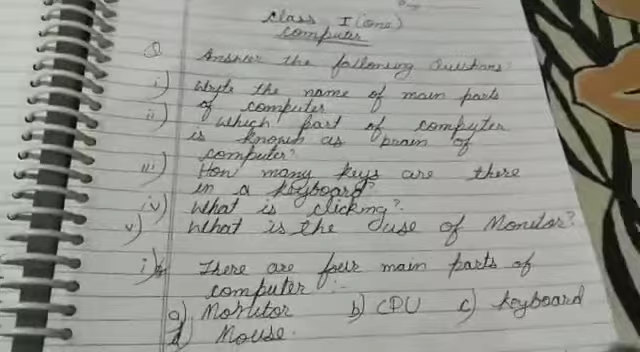 Class I (one)
Computer
Q Answer the following Questions?
i) Write the name of main parts
of computer
ii) which part of computer
is known as brain of
computer?
iii) How many keys are there
in a keyboard?
iv) What is clicking?
v) What is the use of Monitor?
i) There are four main parts of
computer :-
a) Monitor b) CPU c) Keyboard
d) Mouse.